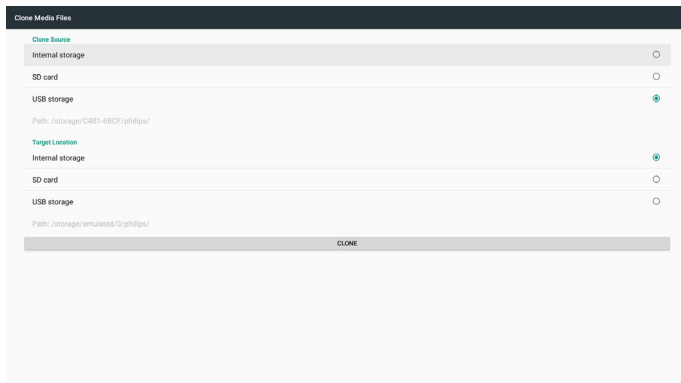 Clone Media Files
Clone Source
Internal storage
SD card
USB storage
Path: /storage/C4B1-6BCF/philips/
Target Location
Internal storage
SD card
USB storage
Path: /storage/emulated/0/philips/
CLONE